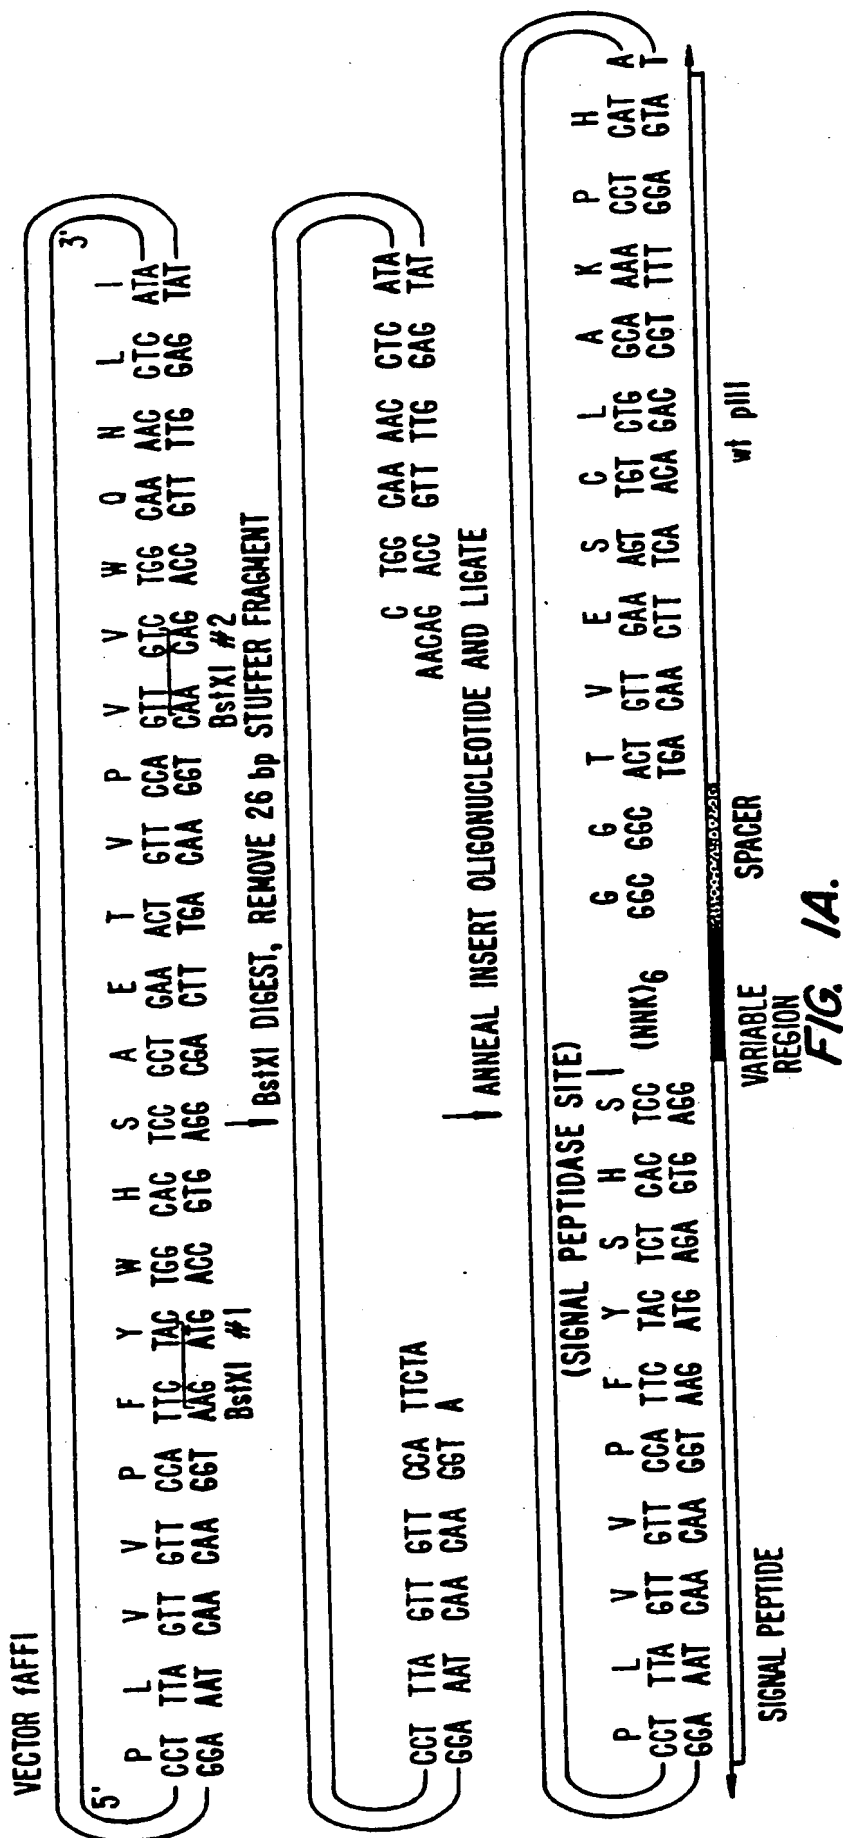 VECTOR fAFF1
5' 3'
P L V V P F Y W H S A E T V P V V W Q N L I
CCT TTA GTT GTT CCA TTC TAC TGG CAC TCC GCT GAA ACT GTT CCA GTT GTC TGG CAA AAC CTC ATA
GGA AAT CAA CAA GGT AAG ATG ACC GTG AGG CGA CTT TGA CAA GGT CAA CAG ACC GTT TTG GAG TAT
BstXI #1 BstXI #2
BstXI DIGEST, REMOVE 26 bp STUFFER FRAGMENT
CCT TTA GTT GTT CCA TTCTA C TGG CAA AAC CTC ATA
GGA AAT CAA CAA GGT A AACAG ACC GTT TTG GAG TAT
ANNEAL INSERT OLIGONUCLEOTIDE AND LIGATE
(SIGNAL PEPTIDASE SITE)
P L V V P F Y S H S G G T V E S C L A K P H
CCT TTA GTT GTT CCA TTC TAC TCT CAC TCC (NNK)6 GGC GGC ACT GTT GAA AGT TGT CTG GCA AAA CCT CAT A
GGA AAT CAA CAA GGT AAG ATG AGA GTG AGG TGA CAA CTT TCA ACA GAC CGT TTT GGA GTA T
SIGNAL PEPTIDE VARIABLE REGION SPACER wt pIII
FIG. 1A.